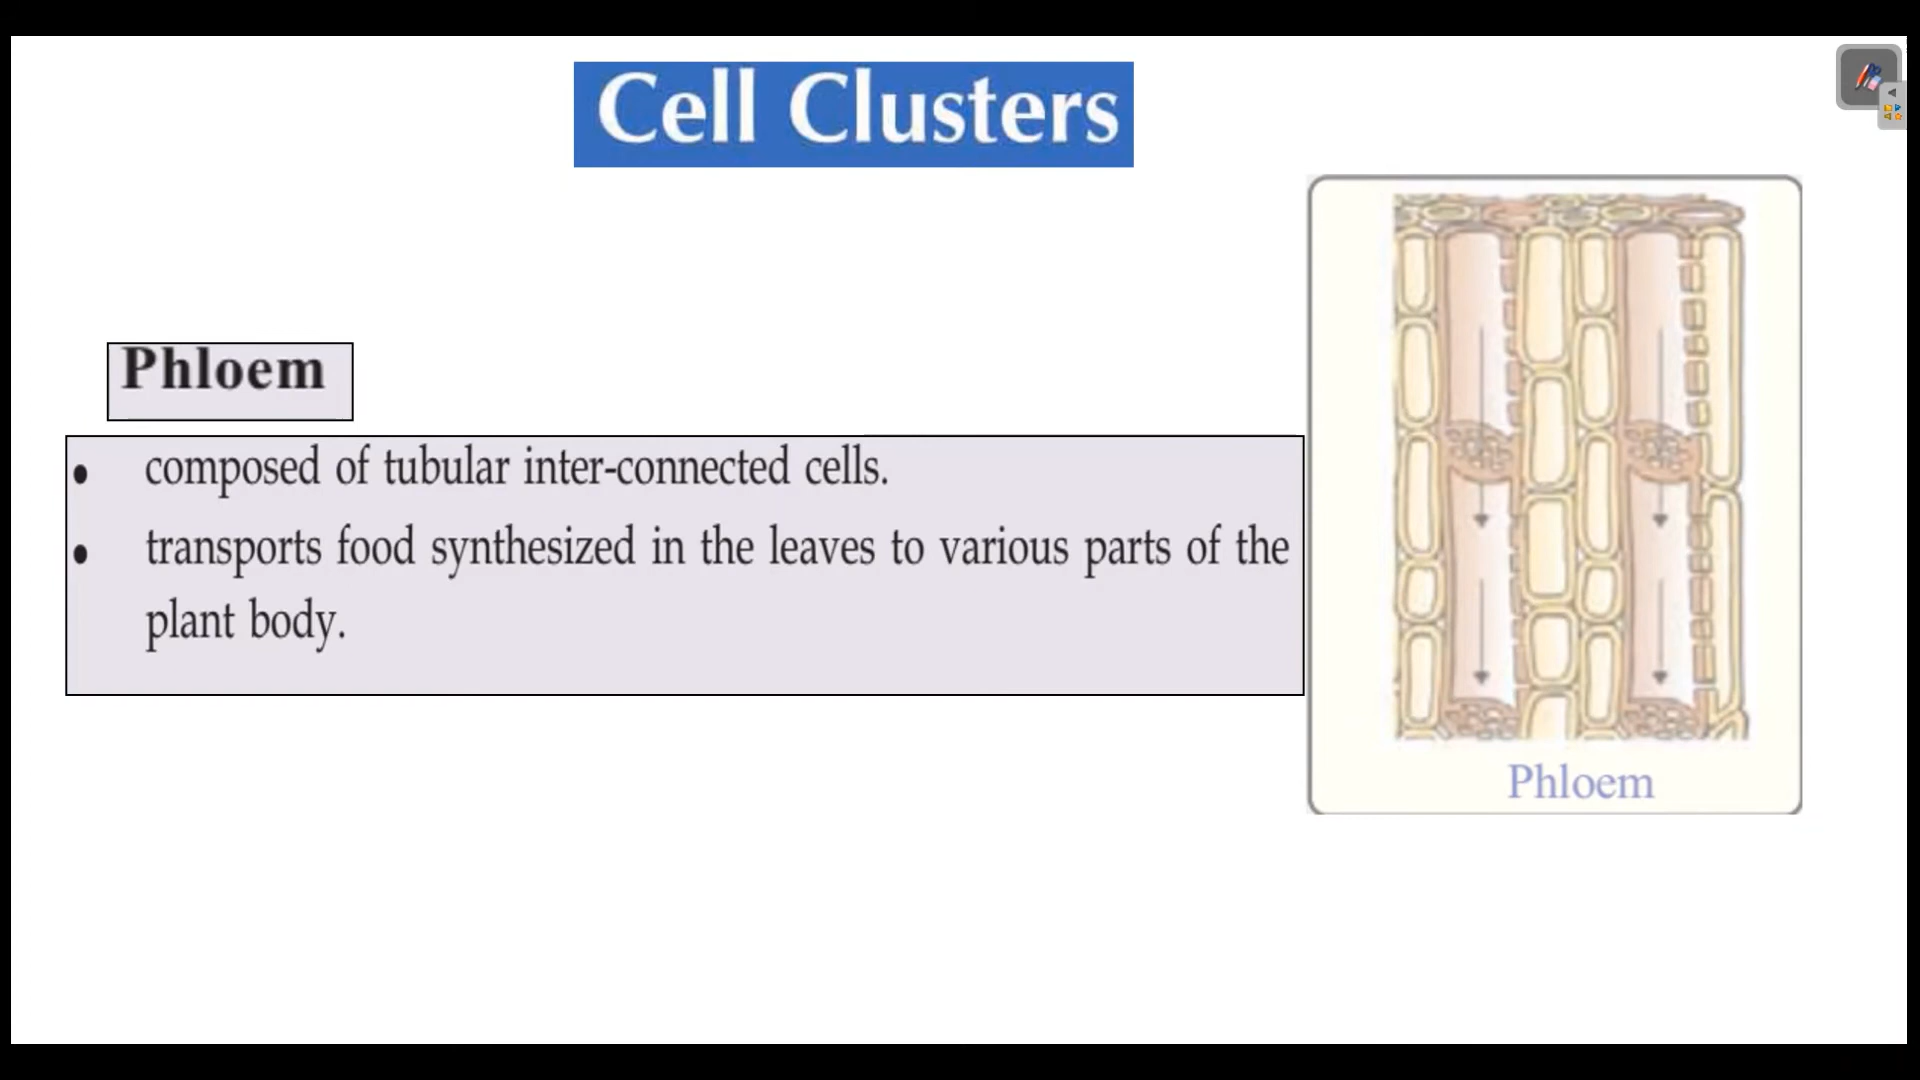 Cell Clusters
Phloem
• composed of tubular inter-connected cells.
• transports food synthesized in the leaves to various parts of the
plant body.
Phloem